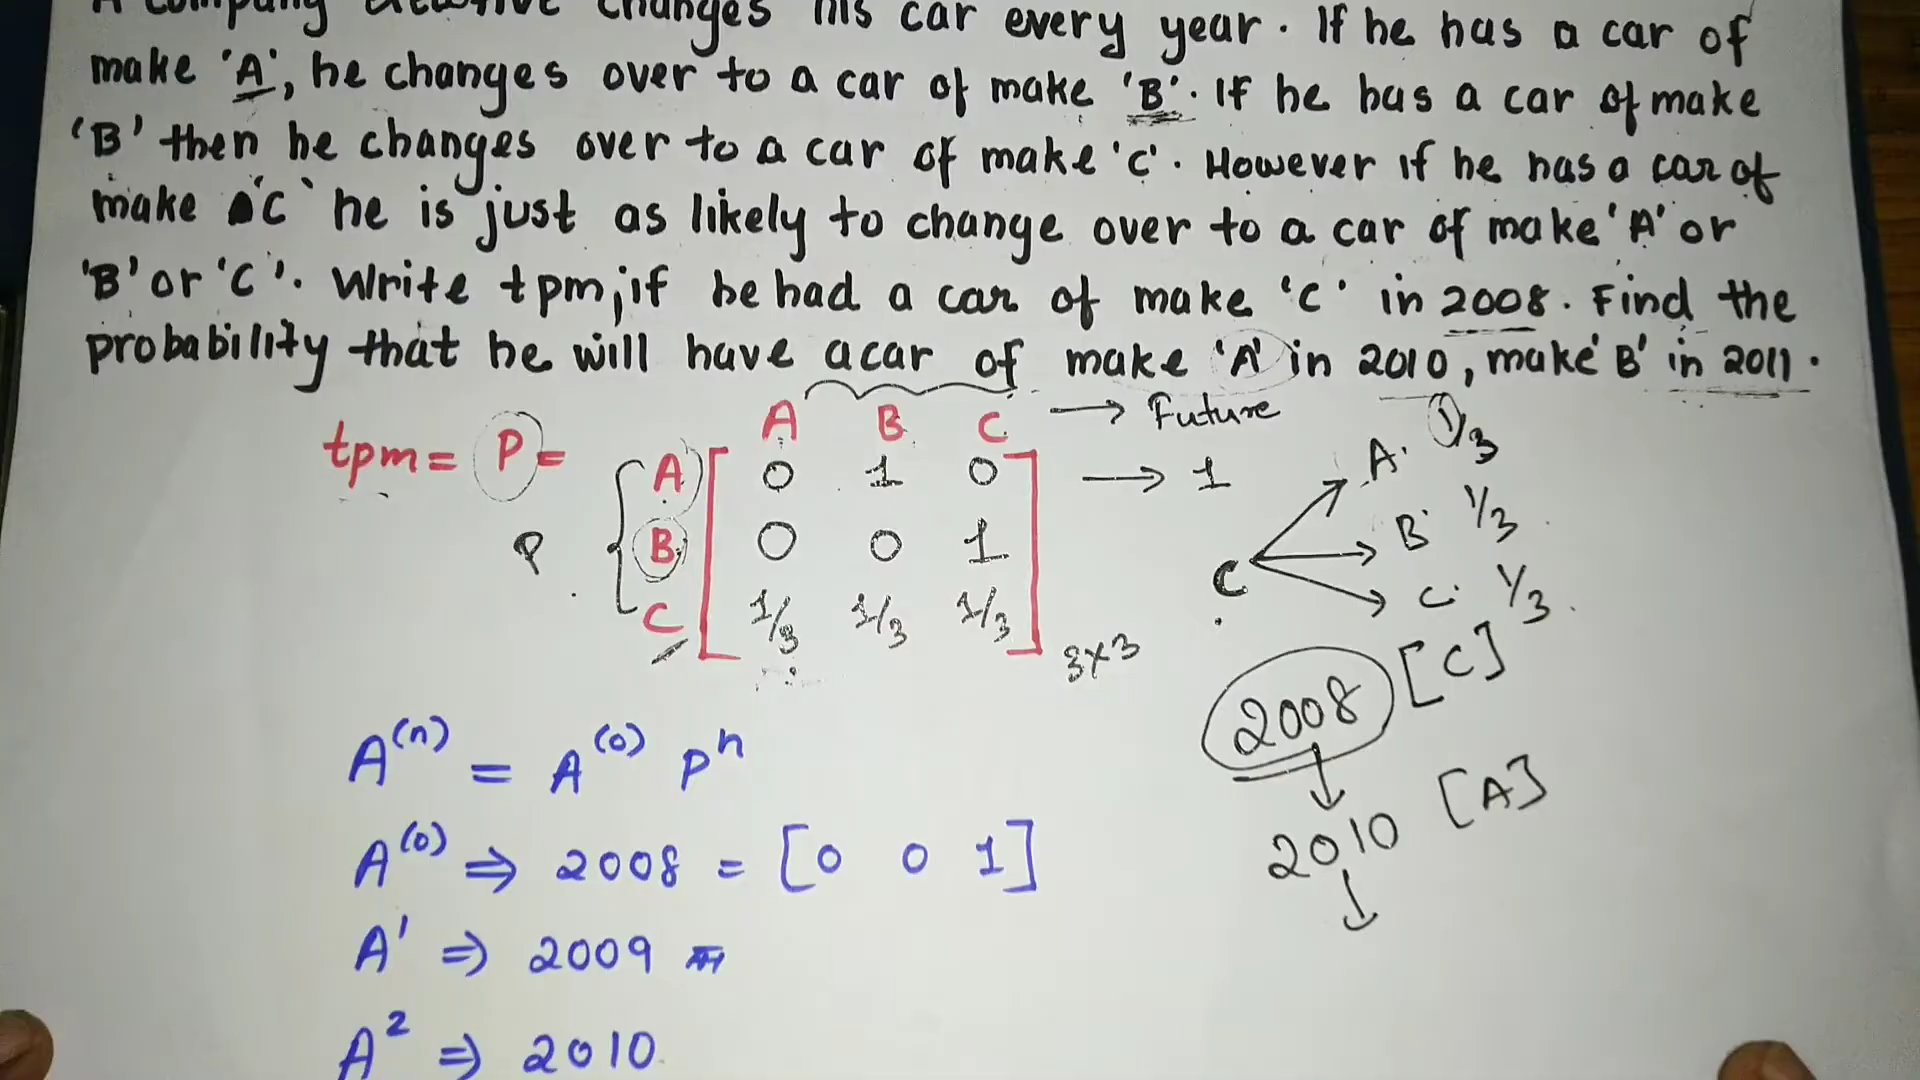 A company executive changes his car every year. If he has a car of
make 'A', he changes over to a car of make 'B'. If he has a car of make
'B' then he changes over to a car of make 'C'. However if he has a car of
make 'C' he is just as likely to change over to a car of make 'A' or
'B' or 'C'. Write tpm, if he had a car of make 'C' in 2008. Find the
probability that he will have a car of make 'A' in 2010, make 'B' in 2011.
A B C → Future
tpm = P =
A 0 1 0 → 1
P
B 0 0 1
C 1/3 1/3 1/3
3x3
C
A. 1/3
B 1/3
C 1/3
2008 [C]
↓
2010 [A]
↓
A^(n) = A^(0) P^n
A^(0) ⇒ 2008 = [0 0 1]
A^1 ⇒ 2009
A^2 ⇒ 2010